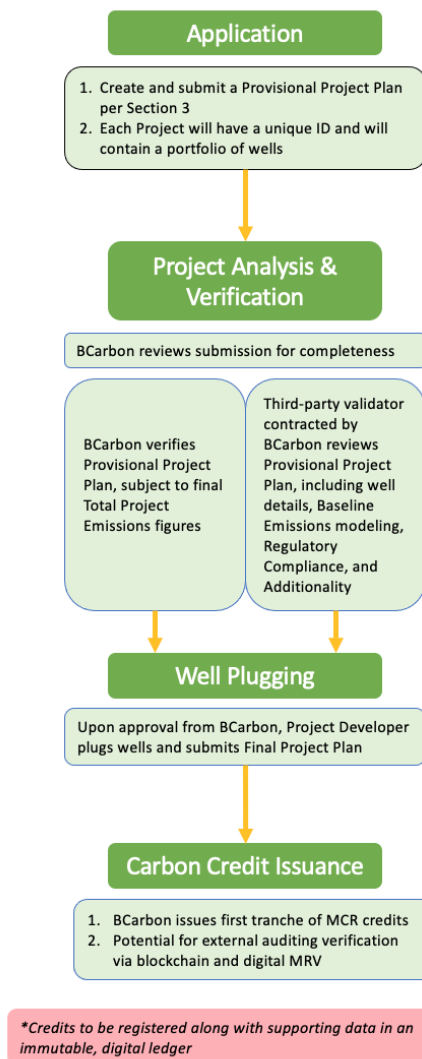 Application
1. Create and submit a Provisional Project Plan
per Section 3
2. Each Project will have a unique ID and will
contain a portfolio of wells
Project Analysis &
Verification
BCarbon reviews submission for completeness
BCarbon verifies
Provisional Project
Plan, subject to final
Total Project
Emissions figures
Third-party validator
contracted by
BCarbon reviews
Provisional Project
Plan, including well
details, Baseline
Emissions modeling,
Regulatory
Compliance, and
Additionality
Well Plugging
Upon approval from BCarbon, Project Developer
plugs wells and submits Final Project Plan
Carbon Credit Issuance
1. BCarbon issues first tranche of MCR credits
2. Potential for external auditing verification
via blockchain and digital MRV
*Credits to be registered along with supporting data in an
immutable, digital ledger